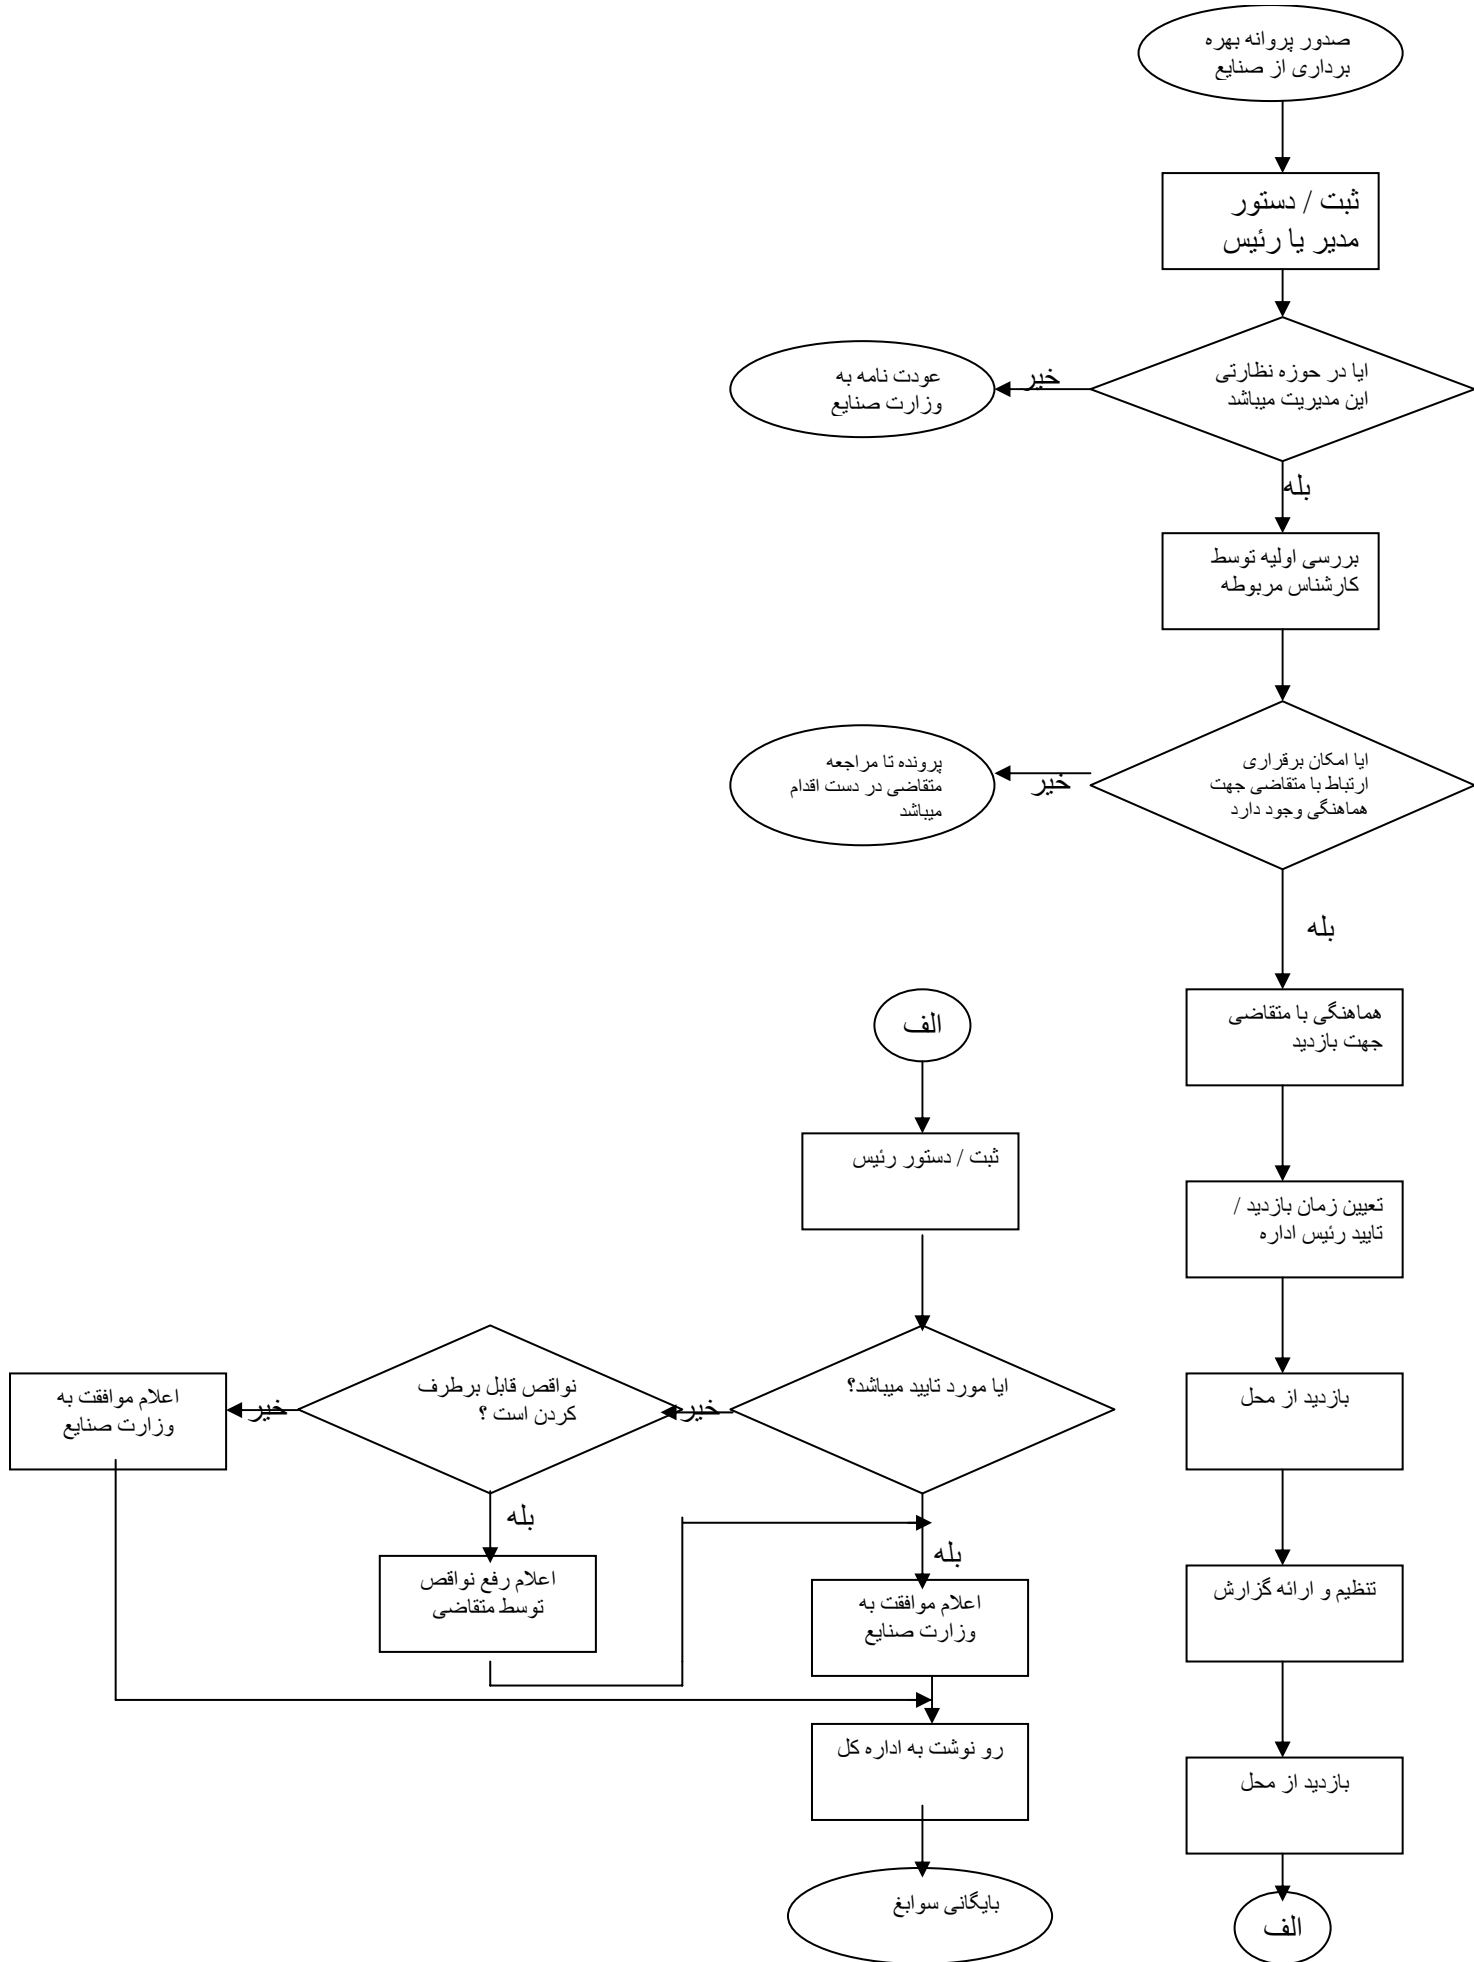 صدور پروانه بهره
برداری از صنایع
ثبت / دستور
مدیر یا رئیس
ایا در حوزه نظارتی
این مدیریت میباشد
خیر
عودت نامه به
وزارت صنایع
بله
بررسی اولیه توسط
کارشناس مربوطه
ایا امکان برقراری
ارتباط با متقاضی جهت
هماهنگی وجود دارد
خیر
پرونده تا مراجعه
متقاضی در دست اقدام
میباشد
بله
هماهنگی با متقاضی
جهت بازدید
تعیین زمان بازدید /
تایید رئیس اداره
بازدید از محل
تنظیم و ارائه گزارش
بازدید از محل
الف
الف
ثبت / دستور رئیس
ایا مورد تایید میباشد؟
خیر
نواقص قابل برطرف
کردن است ؟
خیر
اعلام موافقت به
وزارت صنایع
بله
اعلام رفع نواقص
توسط متقاضی
بله
اعلام موافقت به
وزارت صنایع
رو نوشت به اداره کل
بایگانی سوابغ